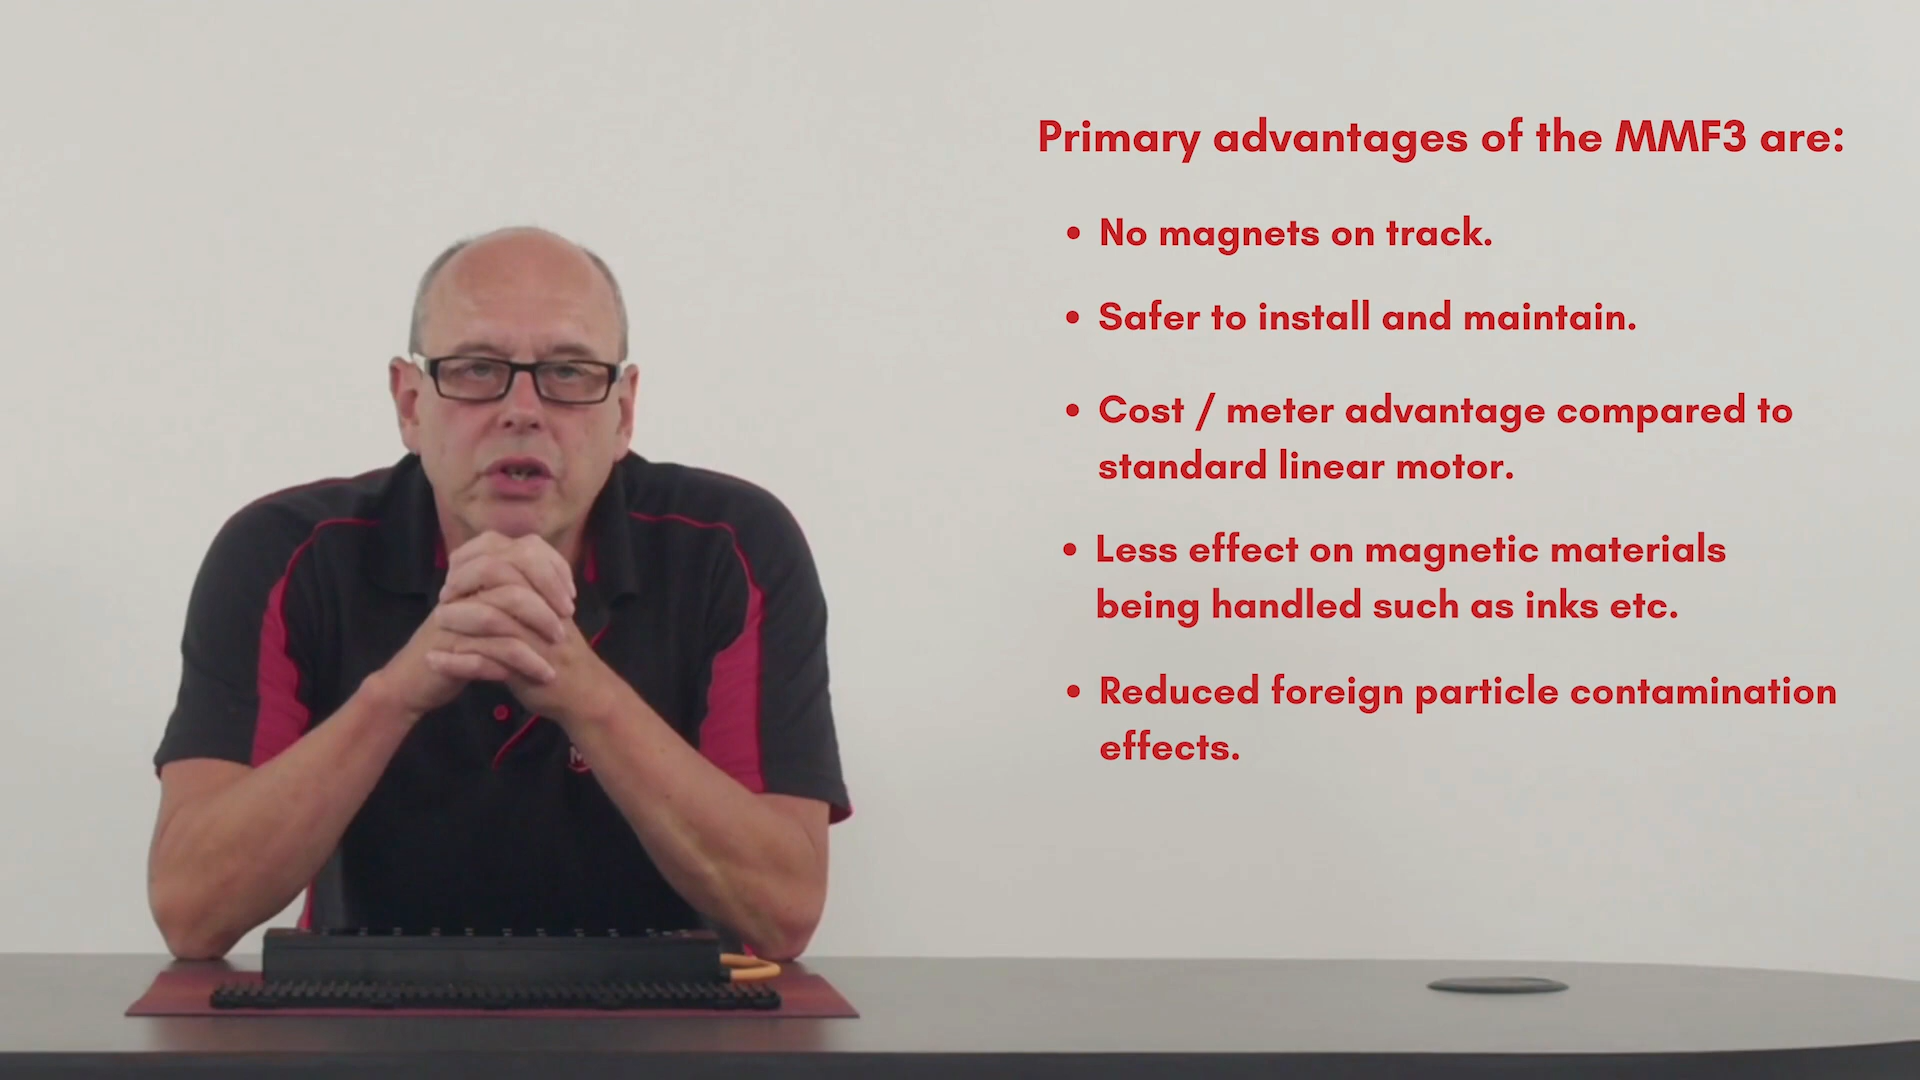 Primary advantages of the MMF3 are:
• No magnets on track.
• Safer to install and maintain.
• Cost / meter advantage compared to
standard linear motor.
• Less effect on magnetic materials
being handled such as inks etc.
• Reduced foreign particle contamination
effects.